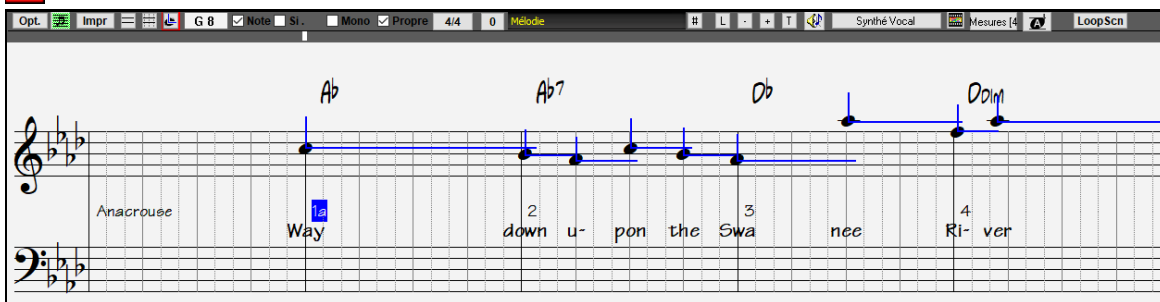 Opt. Impr G 8 Note Si. Mono Propre 4/4 0 Mélodie # L - + T Synthé Vocal Mesures [4 A LoopScn
Ab Ab7 Db Ddim
Anacrouse 1a 2 3 4
Way down u- pon the Swa nee Ri- ver